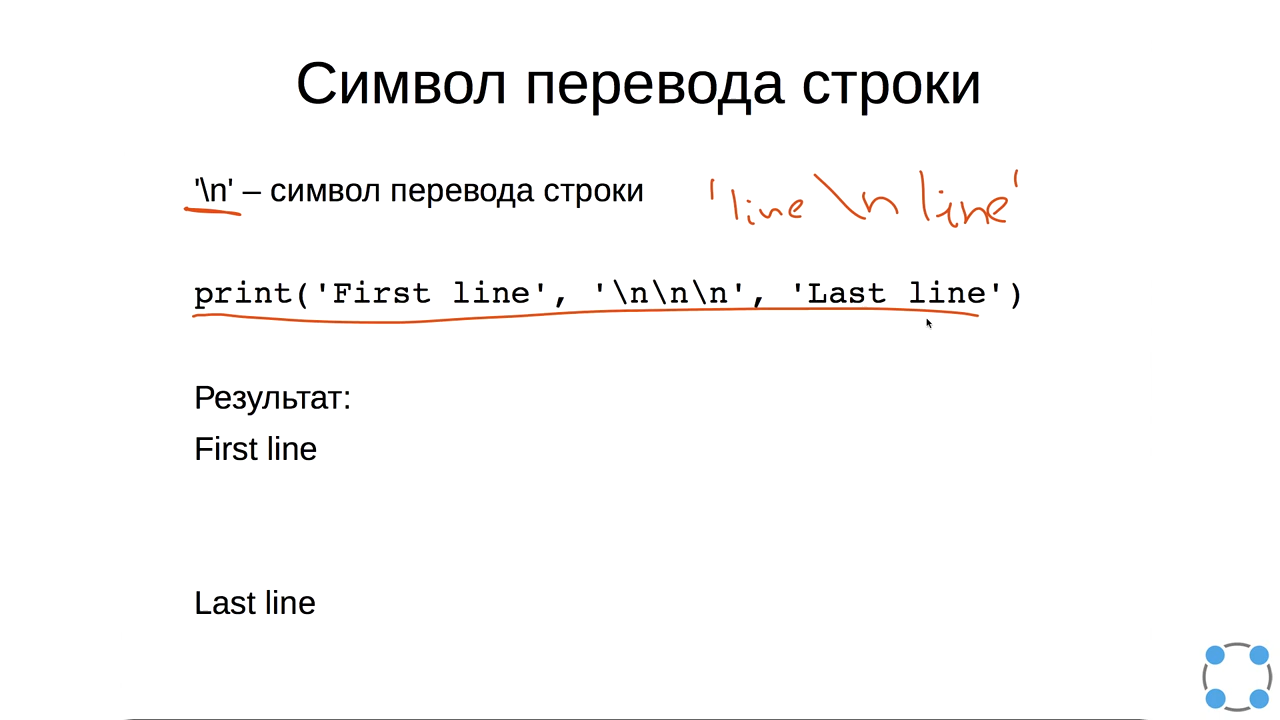 Символ перевода строки
'\n' – символ перевода строки
'line \n line'
print('First line', '\n\n\n', 'Last line')
Результат:
First line
Last line